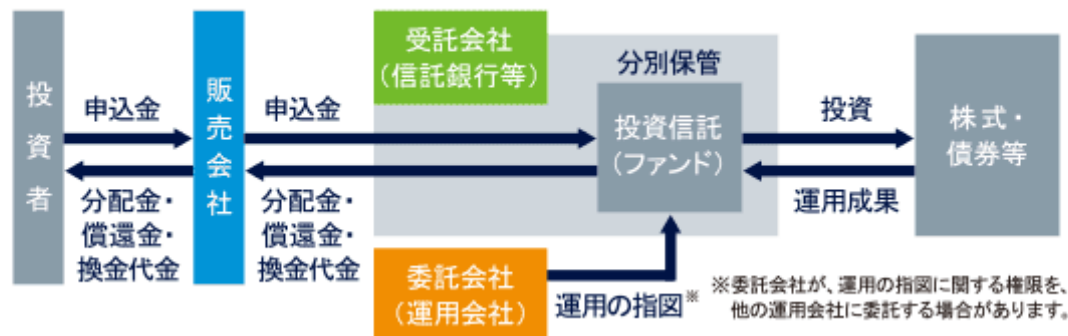 投資者
申込金
分配金・
償還金・
換金代金
販売会社
申込金
分配金・
償還金・
換金代金
受託会社
（信託銀行等）
分別保管
投資信託
（ファンド）
委託会社
（運用会社）
運用の指図※
投資
運用成果
株式・
債券等
※委託会社が、運用の指図に関する権限を、
他の運用会社に委託する場合があります。